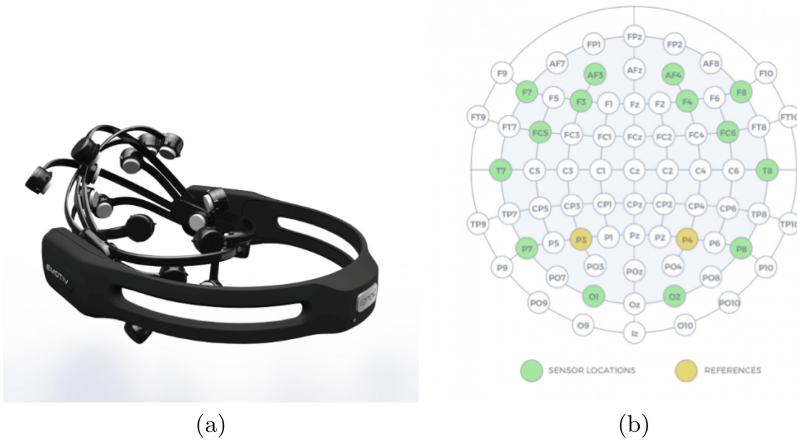 EMOTIV
FPz
FP1 FP2
AF7 AFz AF8
AF3 AF4
F9 F10
F7 F5 F3 F1 Fz F2 F4 F6 F8
FT9 FT7 FC5 FC3 FC1 FCz FC2 FC4 FC6 FT8 FT10
T7 C5 C3 C1 Cz C2 C4 C6 T8
TP9 TP7 CP5 CP3 CP1 CPz CP2 CP4 CP6 TP8 TP10
P7 P5 P3 P1 Pz P2 P4 P6 P8
P9 PO7 PO3 POz PO4 PO8 P10
PO9 O1 Oz O2 PO10
O9 Iz O10
SENSOR LOCATIONS REFERENCES
(a) (b)